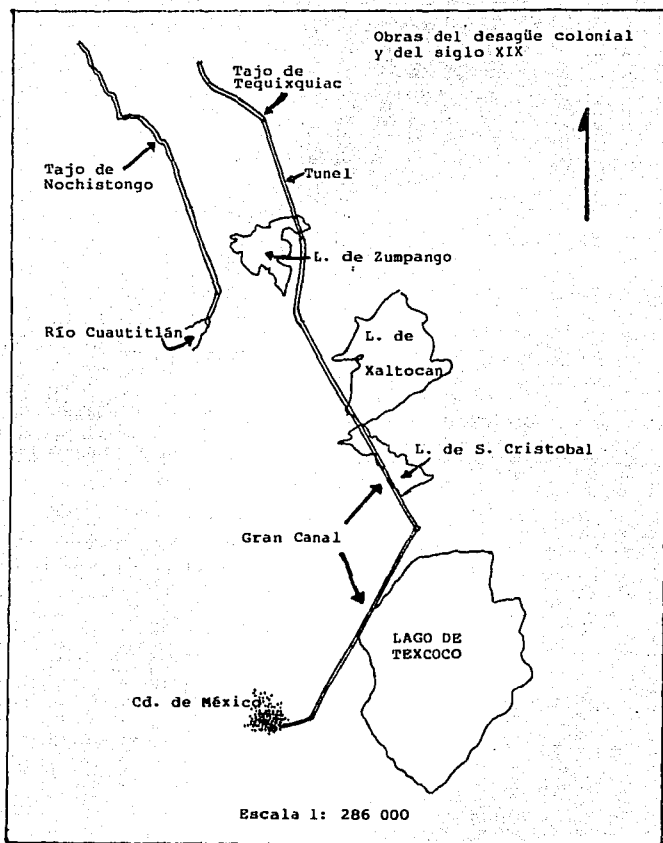 Obras del desagüe colonial
y del siglo XIX
Tajo de
Tequixquiac
Tajo de
Nochistongo
Tunel
L. de Zumpango
Río Cuautitlán
L. de
Xaltocan
L. de S. Cristobal
Gran Canal
LAGO DE
TEXCOCO
Cd. de México
Escala 1: 286 000